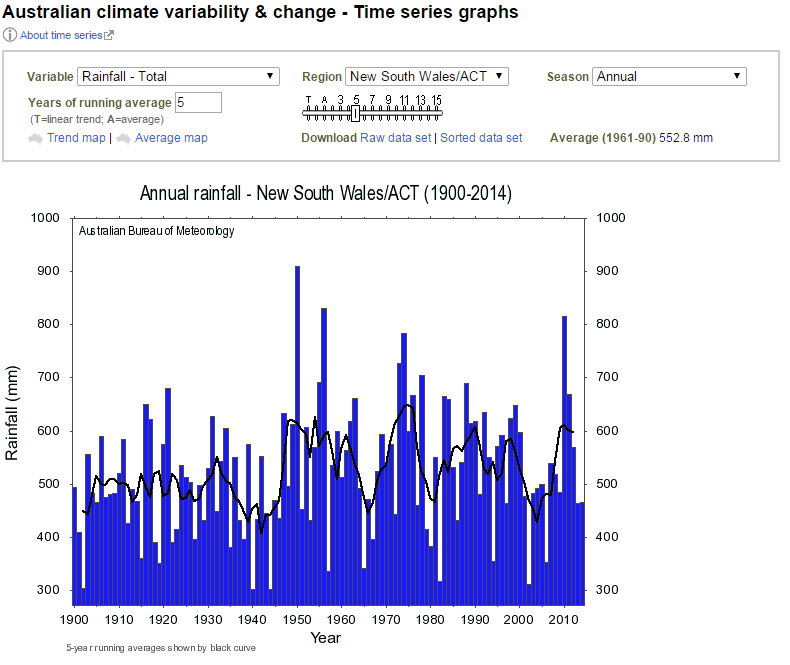 Australian climate variability & change - Time series graphs
About time series
Variable Rainfall - Total Region New South Wales/ACT Season Annual
Years of running average 5 T A 3 5 7 9 11 13 15
(T=linear trend; A=average)
Trend map | Average map Download Raw data set | Sorted data set Average (1961-90) 552.8 mm
Annual rainfall - New South Wales/ACT (1900-2014)
1000 1000
Australian Bureau of Meteorology
900 900
800 800
700 700
Rainfall (mm)
600 600
500 500
400 400
300 300
1900 1910 1920 1930 1940 1950 1960 1970 1980 1990 2000 2010
Year
5-year running averages shown by black curve